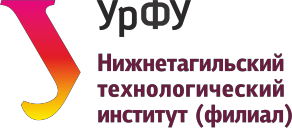 УрФУ
Нижнетагильский
технологический
институт (филиал)